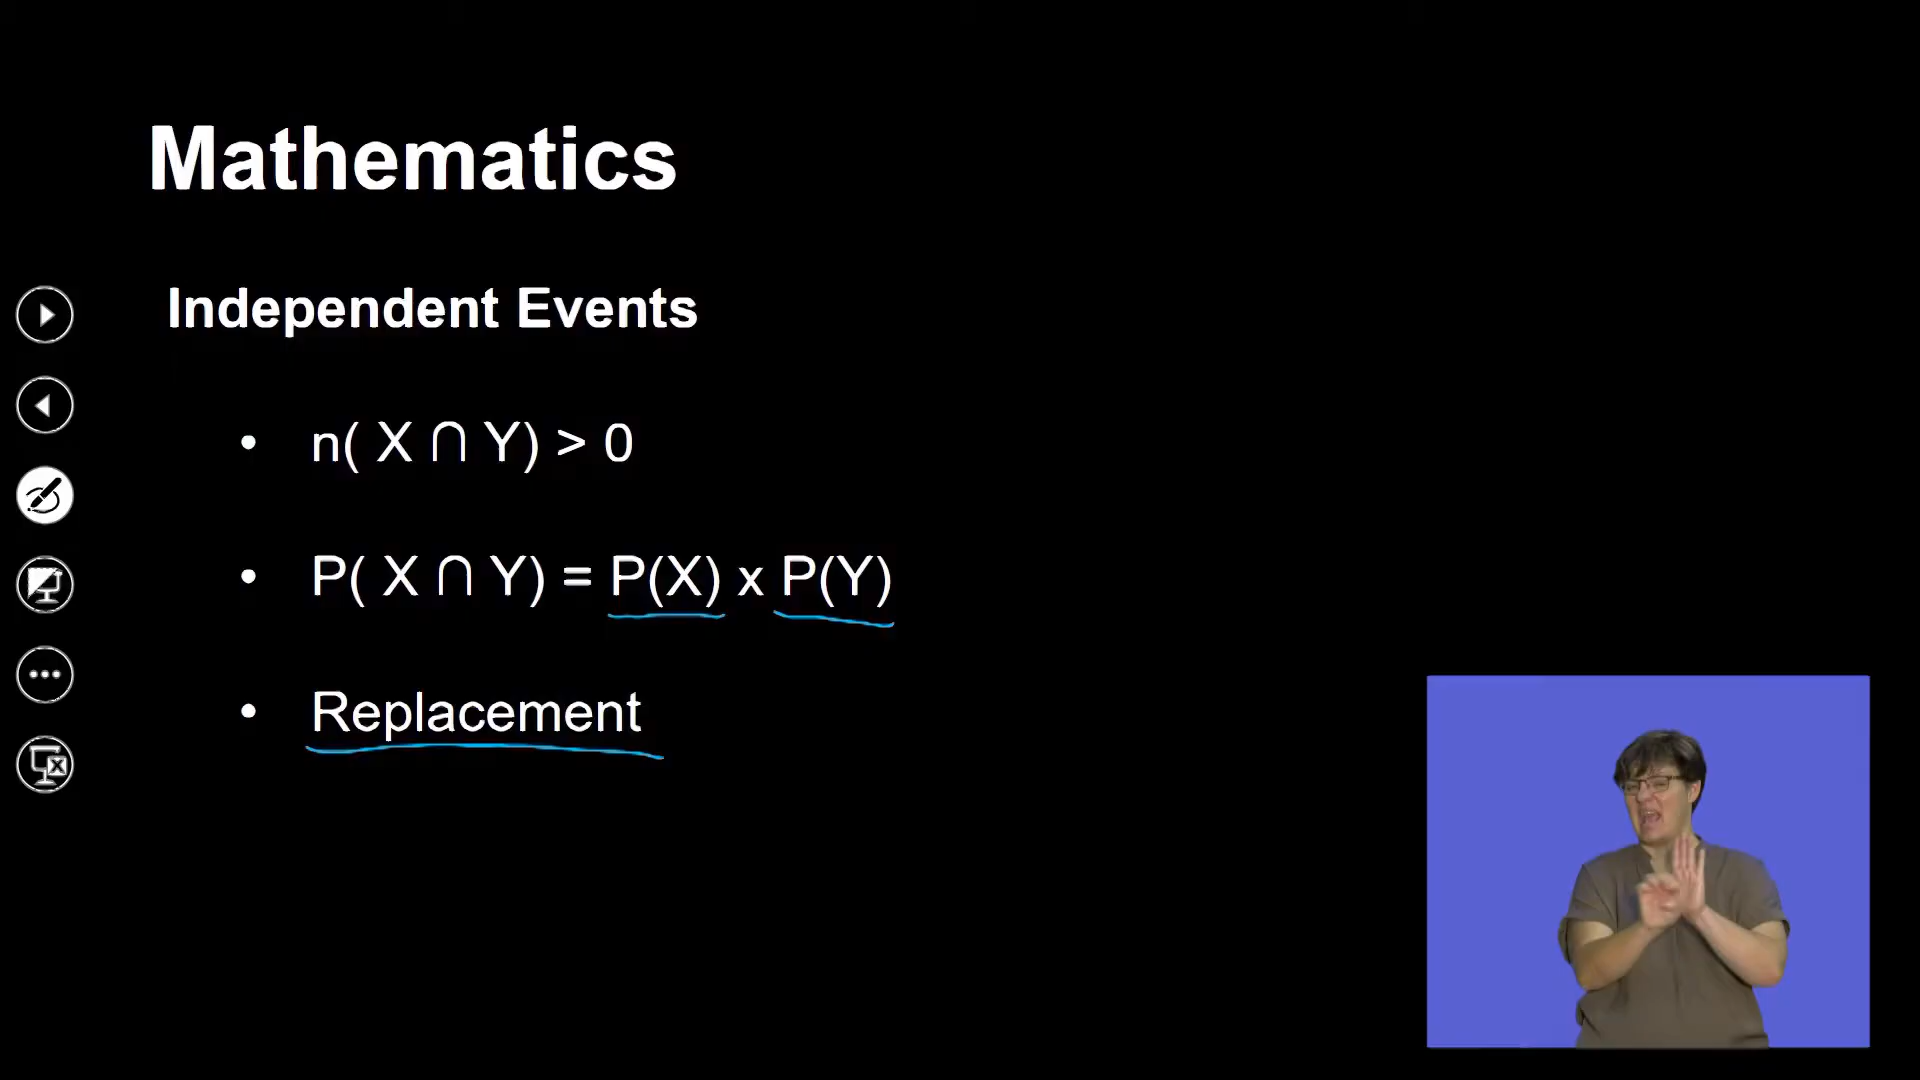 Mathematics
Independent Events
• n( X ∩ Y) > 0
• P( X ∩ Y) = P(X) x P(Y)
• Replacement